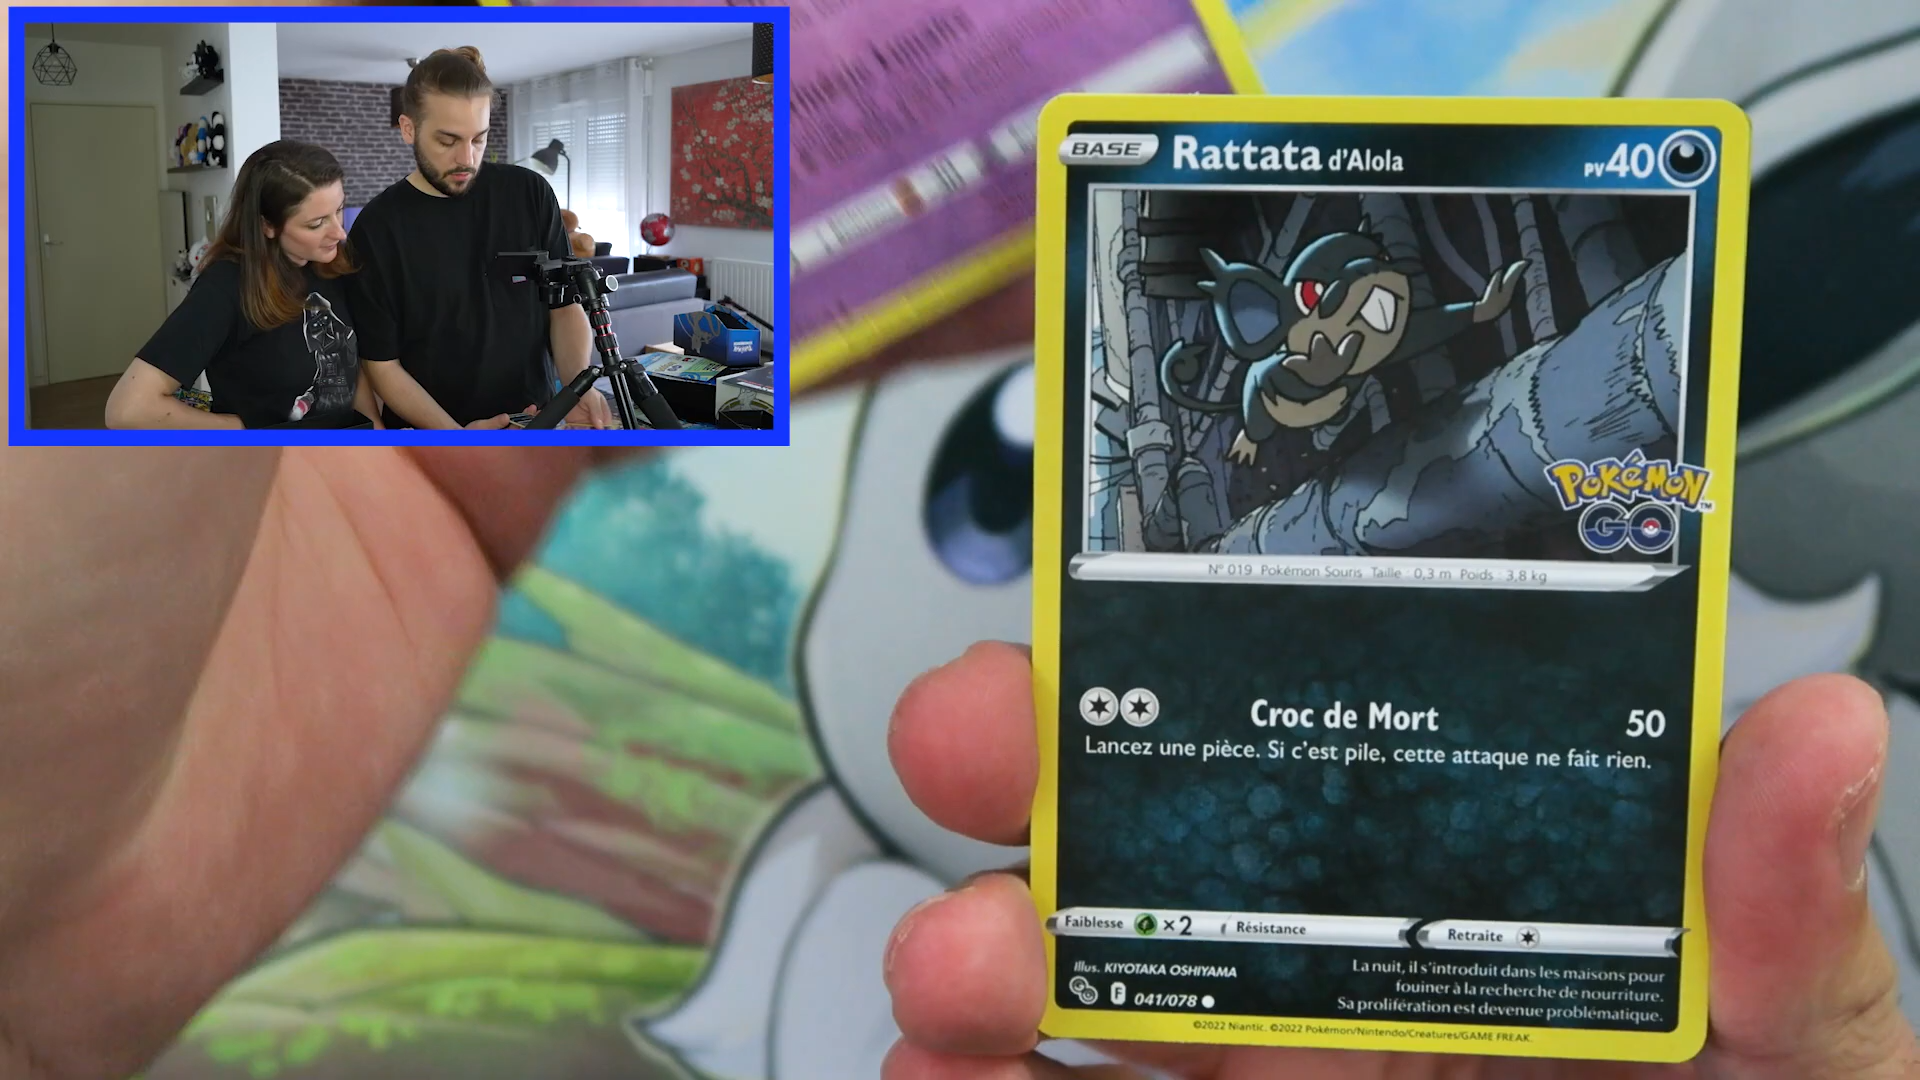 BASE Rattata d'Alola PV 40
POKÉMON
GO
N° 019 Pokémon Souris Taille : 0,3 m Poids : 3,8 kg
Croc de Mort 50
Lancez une pièce. Si c'est pile, cette attaque ne fait rien.
Faiblesse ×2 Résistance Retraite
Illus. KIYOTAKA OSHIYAMA
F 041/078
La nuit, il s'introduit dans les maisons pour
fouiner à la recherche de nourriture.
Sa prolifération est devenue problématique.
©2022 Niantic. ©2022 Pokémon/Nintendo/Creatures/GAME FREAK.